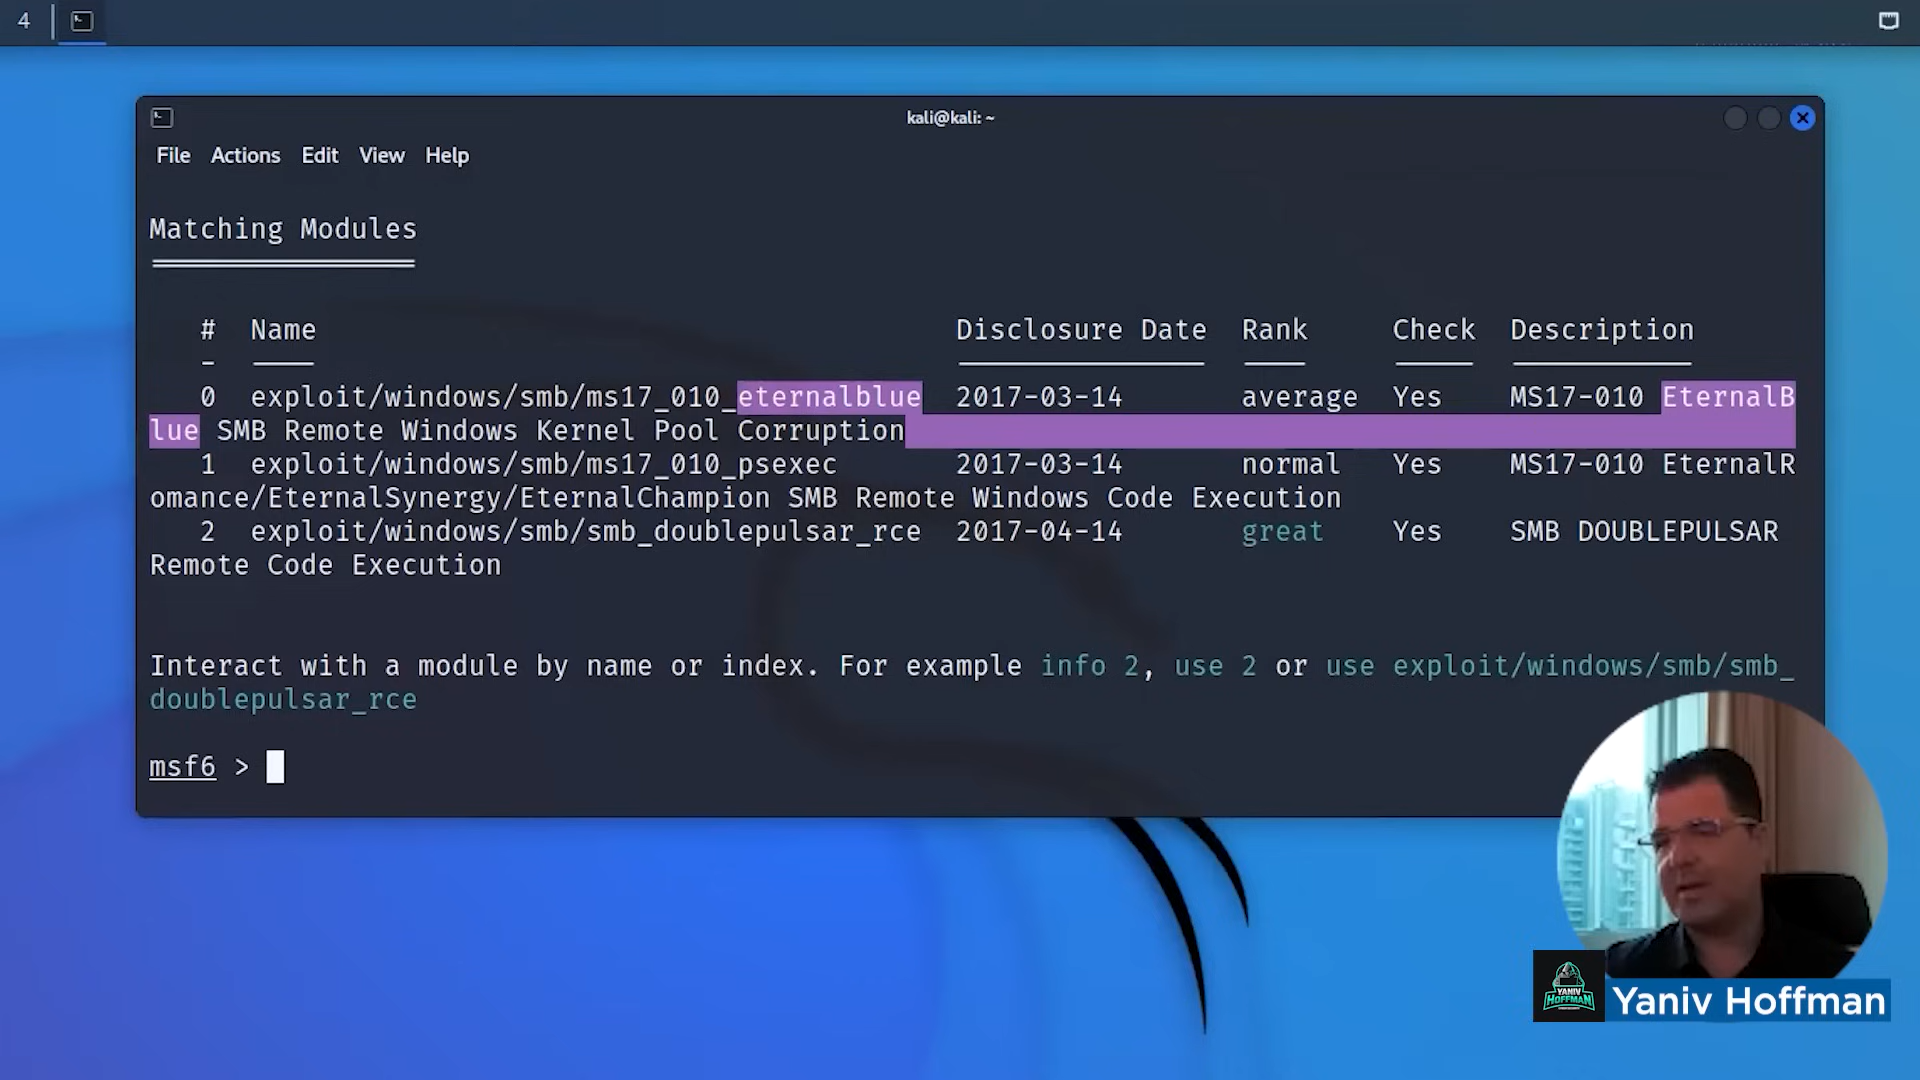 4
kali@kali: ~
File Actions Edit View Help
Matching Modules
# Name Disclosure Date Rank Check Description
0 exploit/windows/smb/ms17_010_eternalblue 2017-03-14 average Yes MS17-010 EternalB
lue SMB Remote Windows Kernel Pool Corruption
1 exploit/windows/smb/ms17_010_psexec 2017-03-14 normal Yes MS17-010 EternalR
omance/EternalSynergy/EternalChampion SMB Remote Windows Code Execution
2 exploit/windows/smb/smb_doublepulsar_rce 2017-04-14 great Yes SMB DOUBLEPULSAR
Remote Code Execution
Interact with a module by name or index. For example info 2, use 2 or use exploit/windows/smb/smb_
doublepulsar_rce
msf6 >
YANIV
HOFFMAN
Yaniv Hoffman